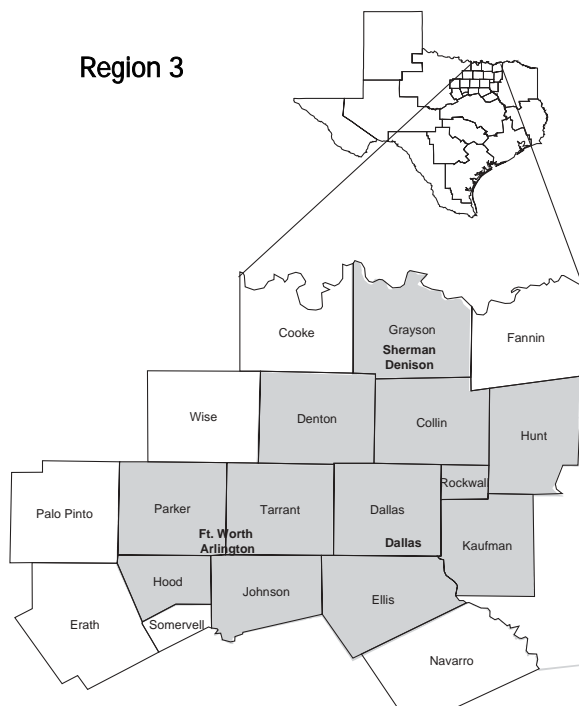 Region 3
Cooke
Grayson
Sherman
Denison
Fannin
Wise
Denton
Collin
Hunt
Rockwall
Palo Pinto
Parker
Tarrant
Dallas
Ft. Worth
Arlington
Dallas
Kaufman
Hood
Johnson
Ellis
Erath
Somervell
Navarro